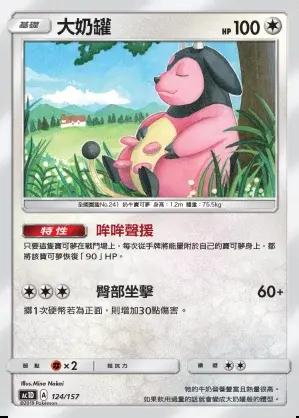 基礎 大奶罐 HP 100
全國圖鑑No.241 奶牛寶可夢 身高:1.2m 體重:75.5kg
特性 哞哞聲援
只要這隻寶可夢在戰鬥場上,每次從手牌將能量附於自己的寶可夢身上,都
將該寶可夢恢復「90」HP。
臀部坐擊 60+
擲1次硬幣若為正面,則增加30點傷害。
弱點 ×2 抵抗力 撤退
Illus.Mina Nakai
AC1D A 124/157
©2019 Pokémon
牠的牛奶營養豐富且熱量很高,
如果飲用過量的話就會變成大奶罐般的體型。